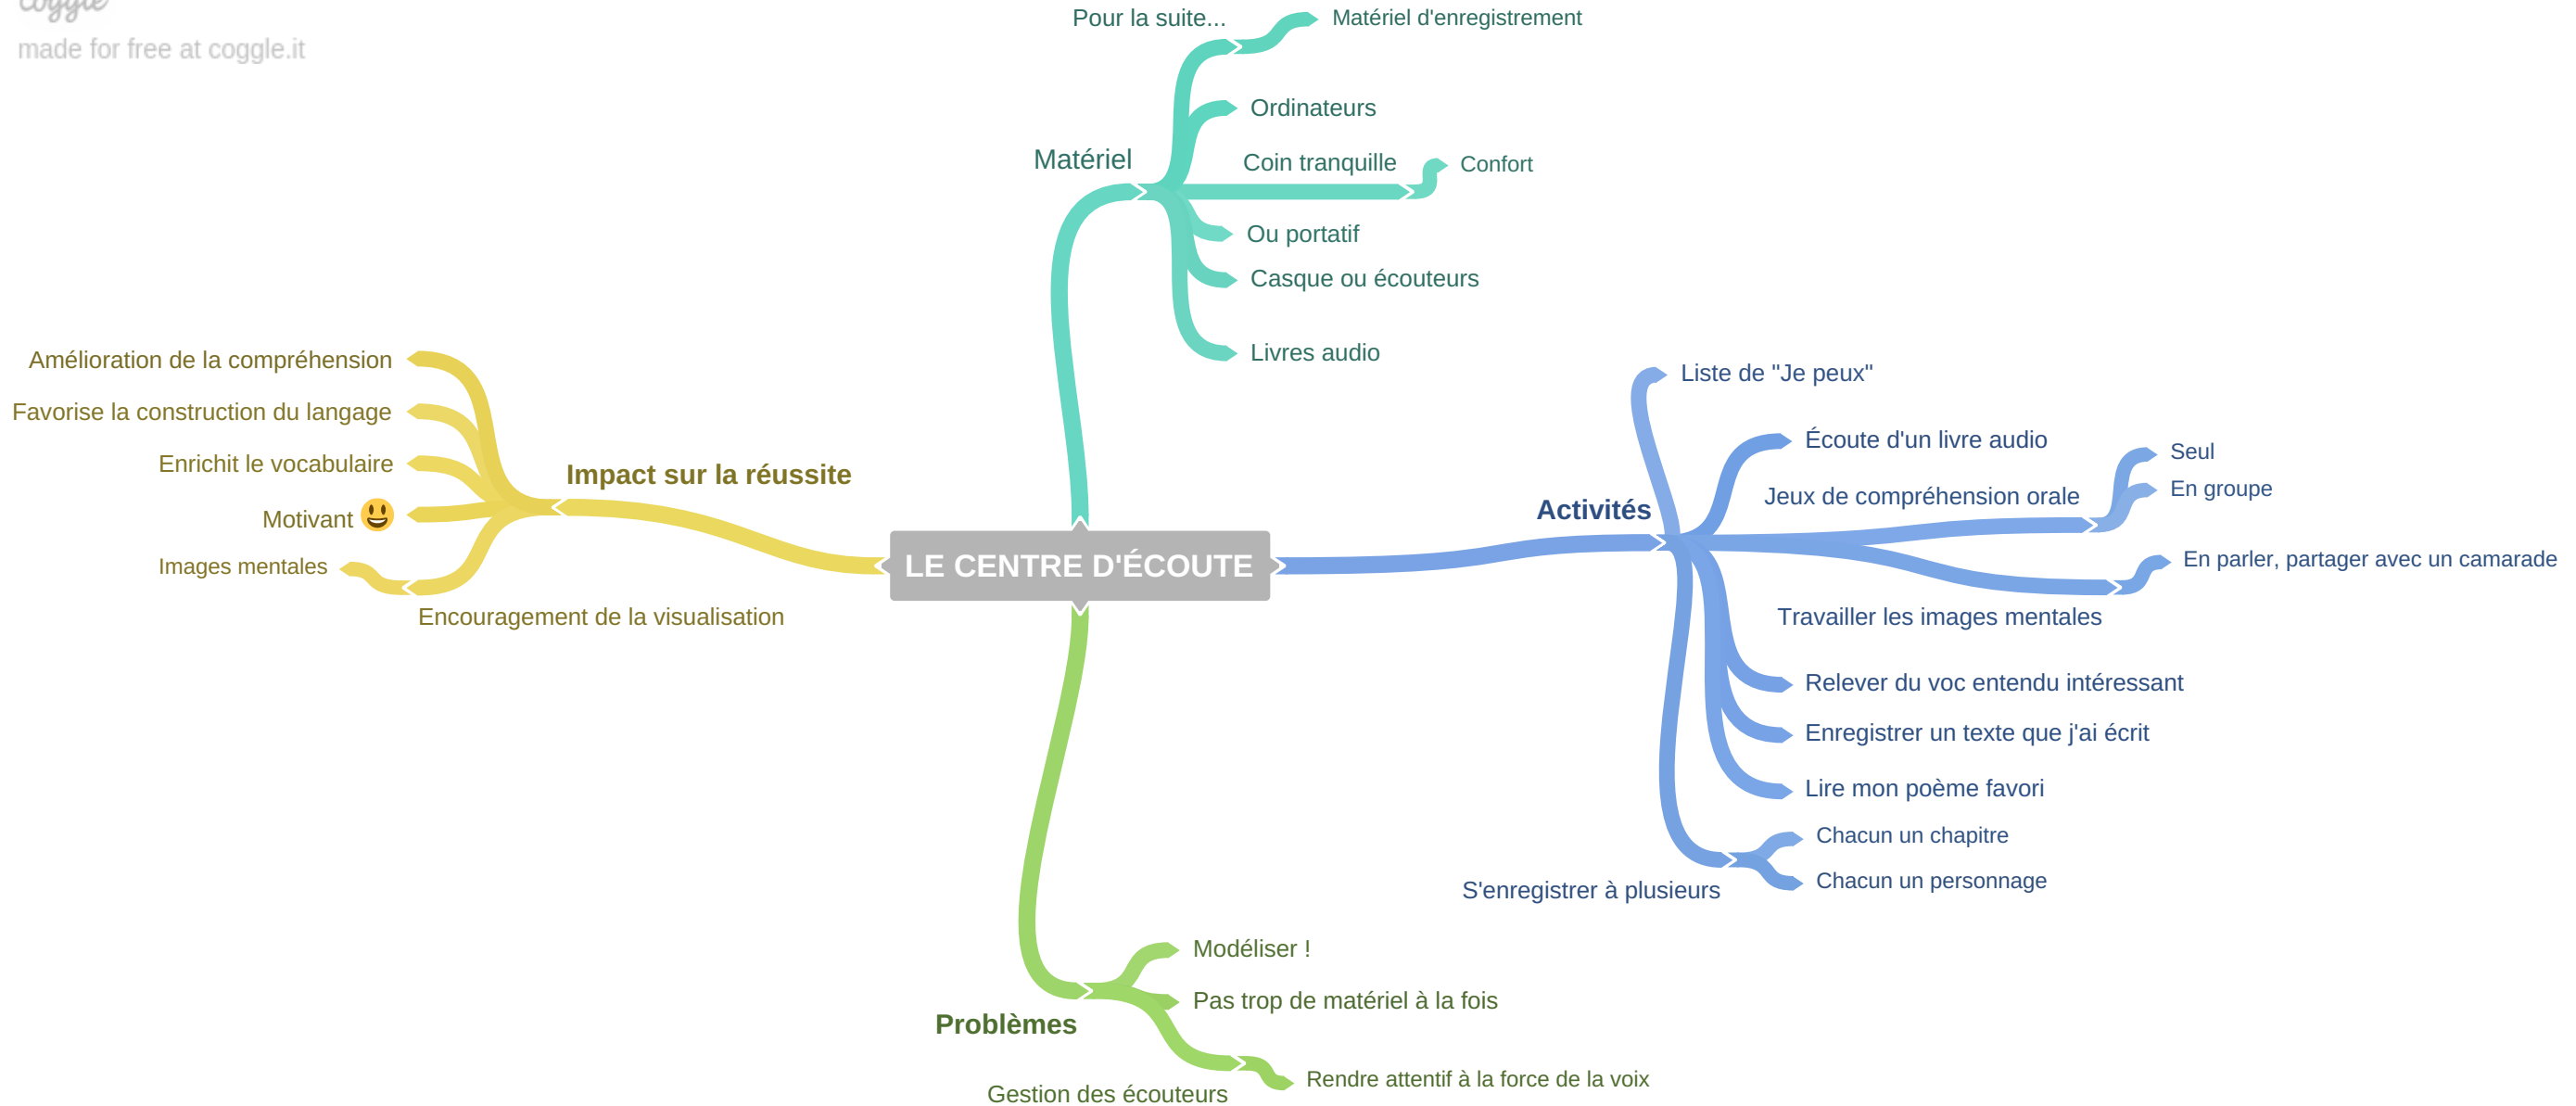 coggle
made for free at coggle.it
Pour la suite...
Matériel d'enregistrement
Ordinateurs
Matériel
Coin tranquille
Confort
Ou portatif
Casque ou écouteurs
Livres audio
Amélioration de la compréhension
Favorise la construction du langage
Enrichit le vocabulaire
Motivant 😃
Images mentales
Encouragement de la visualisation
Impact sur la réussite
LE CENTRE D'ÉCOUTE
Activités
Liste de "Je peux"
Écoute d'un livre audio
Jeux de compréhension orale
Seul
En groupe
En parler, partager avec un camarade
Travailler les images mentales
Relever du voc entendu intéressant
Enregistrer un texte que j'ai écrit
Lire mon poème favori
Chacun un chapitre
Chacun un personnage
S'enregistrer à plusieurs
Modéliser !
Pas trop de matériel à la fois
Problèmes
Rendre attentif à la force de la voix
Gestion des écouteurs